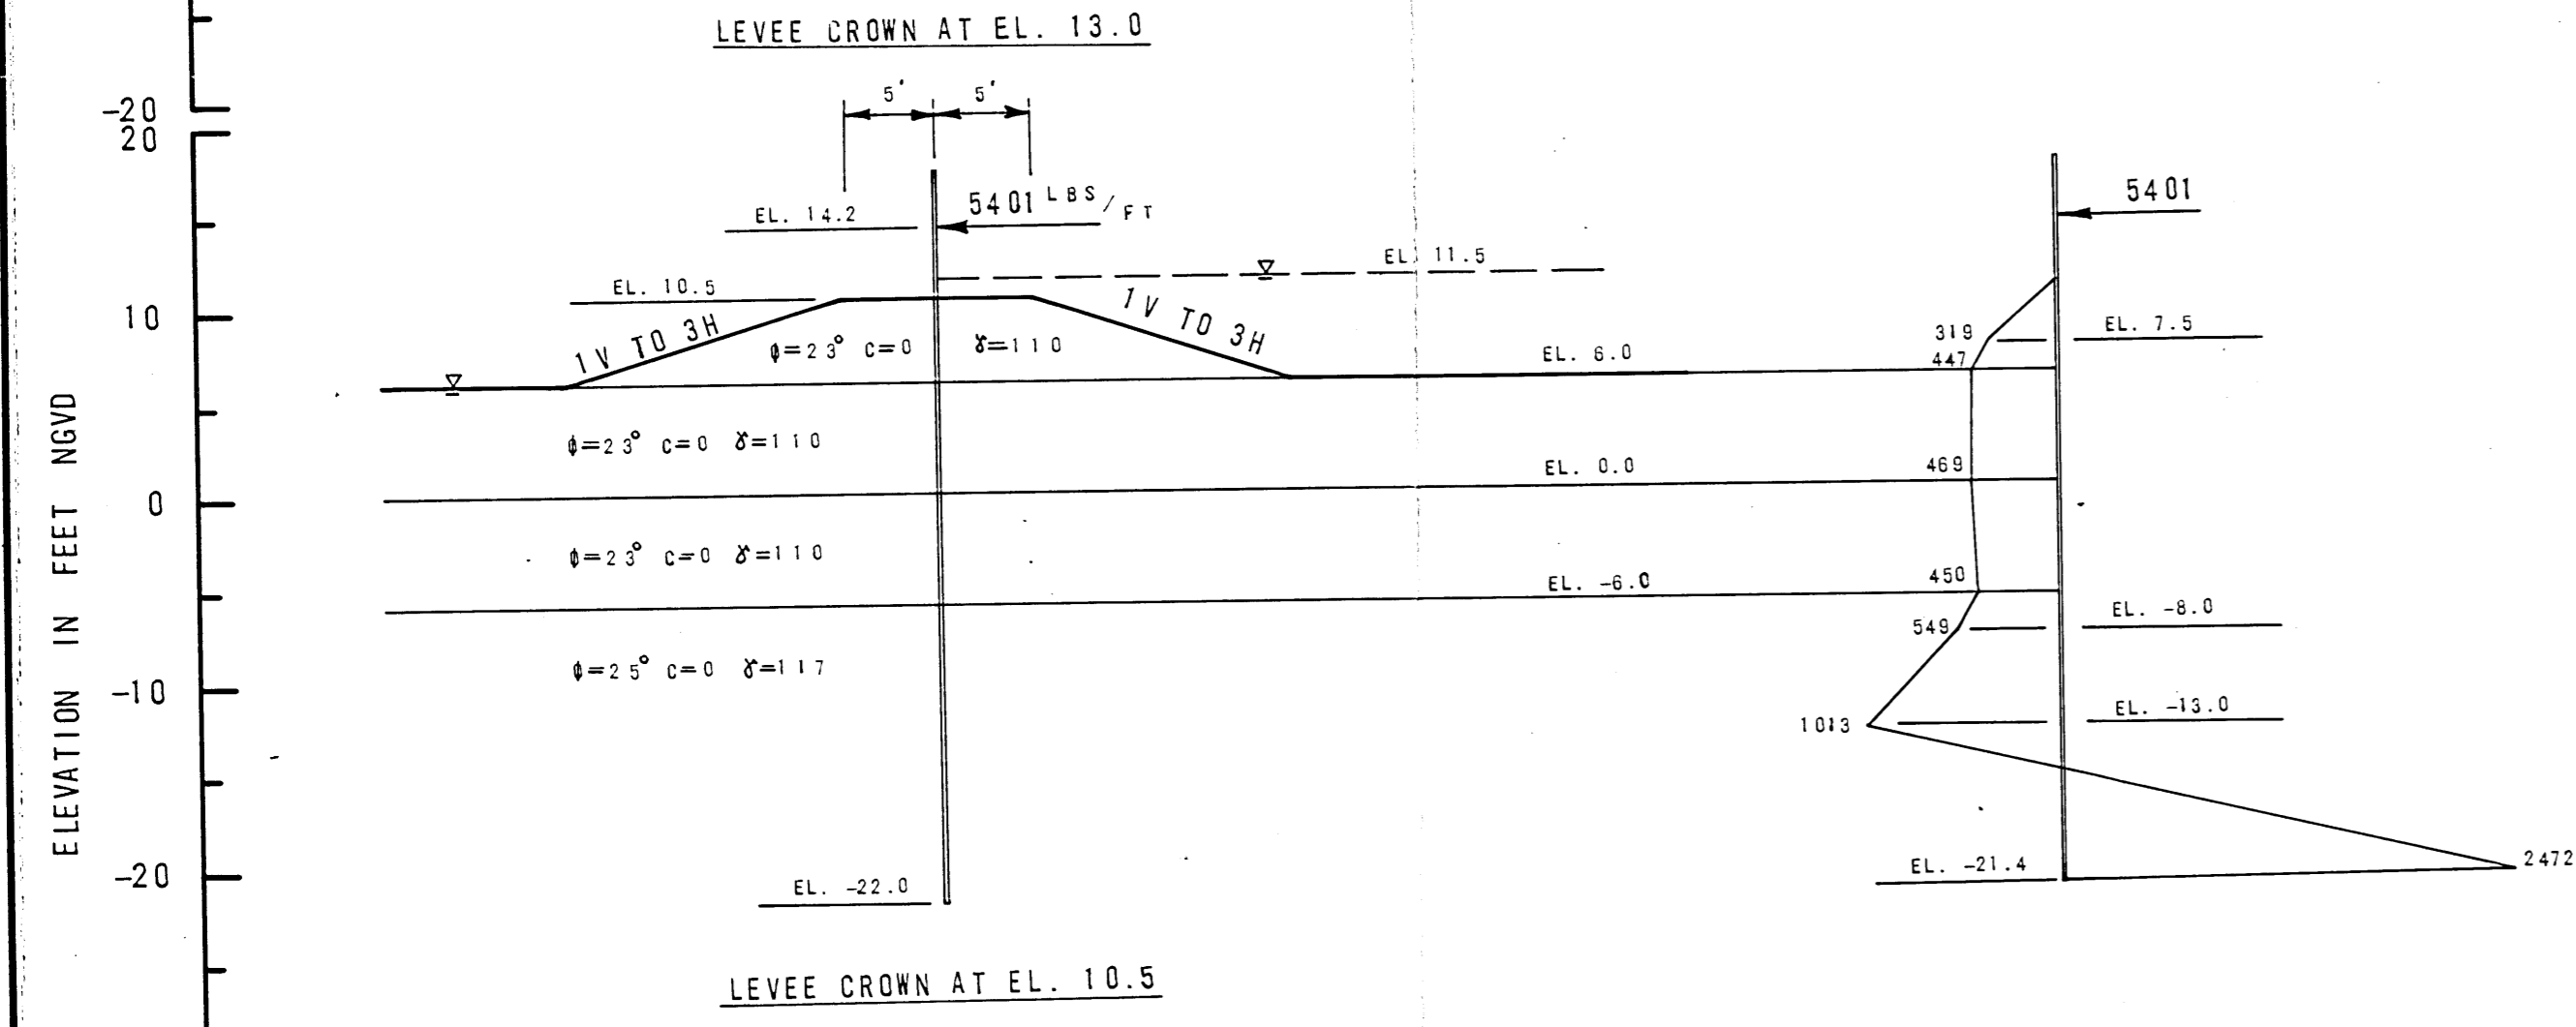 LEVEE CROWN AT EL. 13.0
-20
20
5' 5'
5401
EL. 14.2
5401 LBS/FT
EL. 11.5
EL. 10.5
10
1V TO 3H
1V TO 3H
φ=23° C=0 γ=110
EL. 6.0
319
EL. 7.5
447
φ=23° C=0 γ=110
EL. 0.0
469
0
φ=23° C=0 γ=110
EL. -6.0
450
EL. -8.0
549
φ=25° C=0 γ=117
-10
EL. -13.0
1013
ELEVATION IN FEET NGVD
-20
EL. -22.0
EL. -21.4
2472
LEVEE CROWN AT EL. 10.5